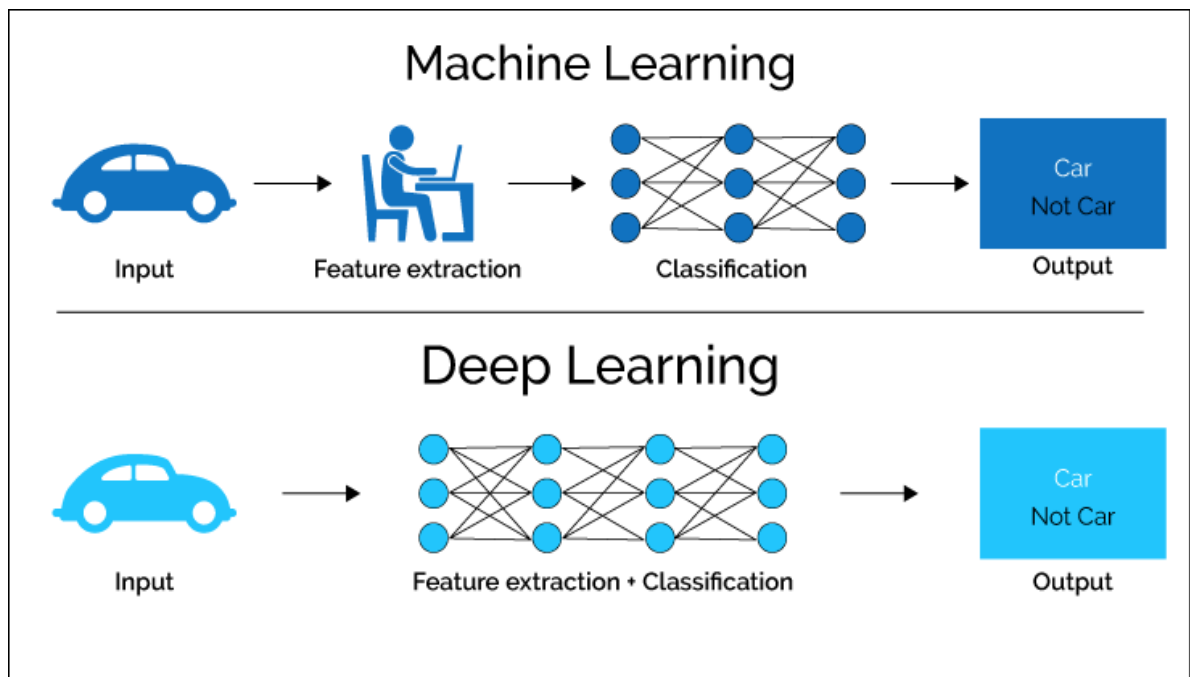 Machine Learning
Input
Feature extraction
Classification
Car
Not Car
Output
Deep Learning
Input
Feature extraction + Classification
Car
Not Car
Output